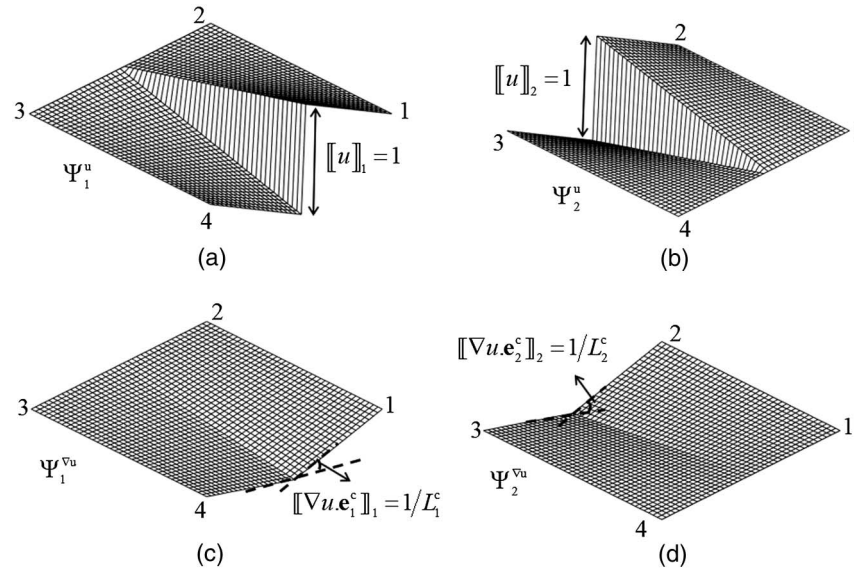 2
3
1
Ψ₁ᵘ
⟦u⟧₁ = 1
4
(a)
2
⟦u⟧₂ = 1
3
Ψ₂ᵘ
4
(b)
2
3
1
Ψ₁^∇u
4
⟦∇u.e₁ᶜ⟧₁ = 1/L₁ᶜ
(c)
⟦∇u.e₂ᶜ⟧₂ = 1/L₂ᶜ
2
3
1
Ψ₂^∇u
4
(d)